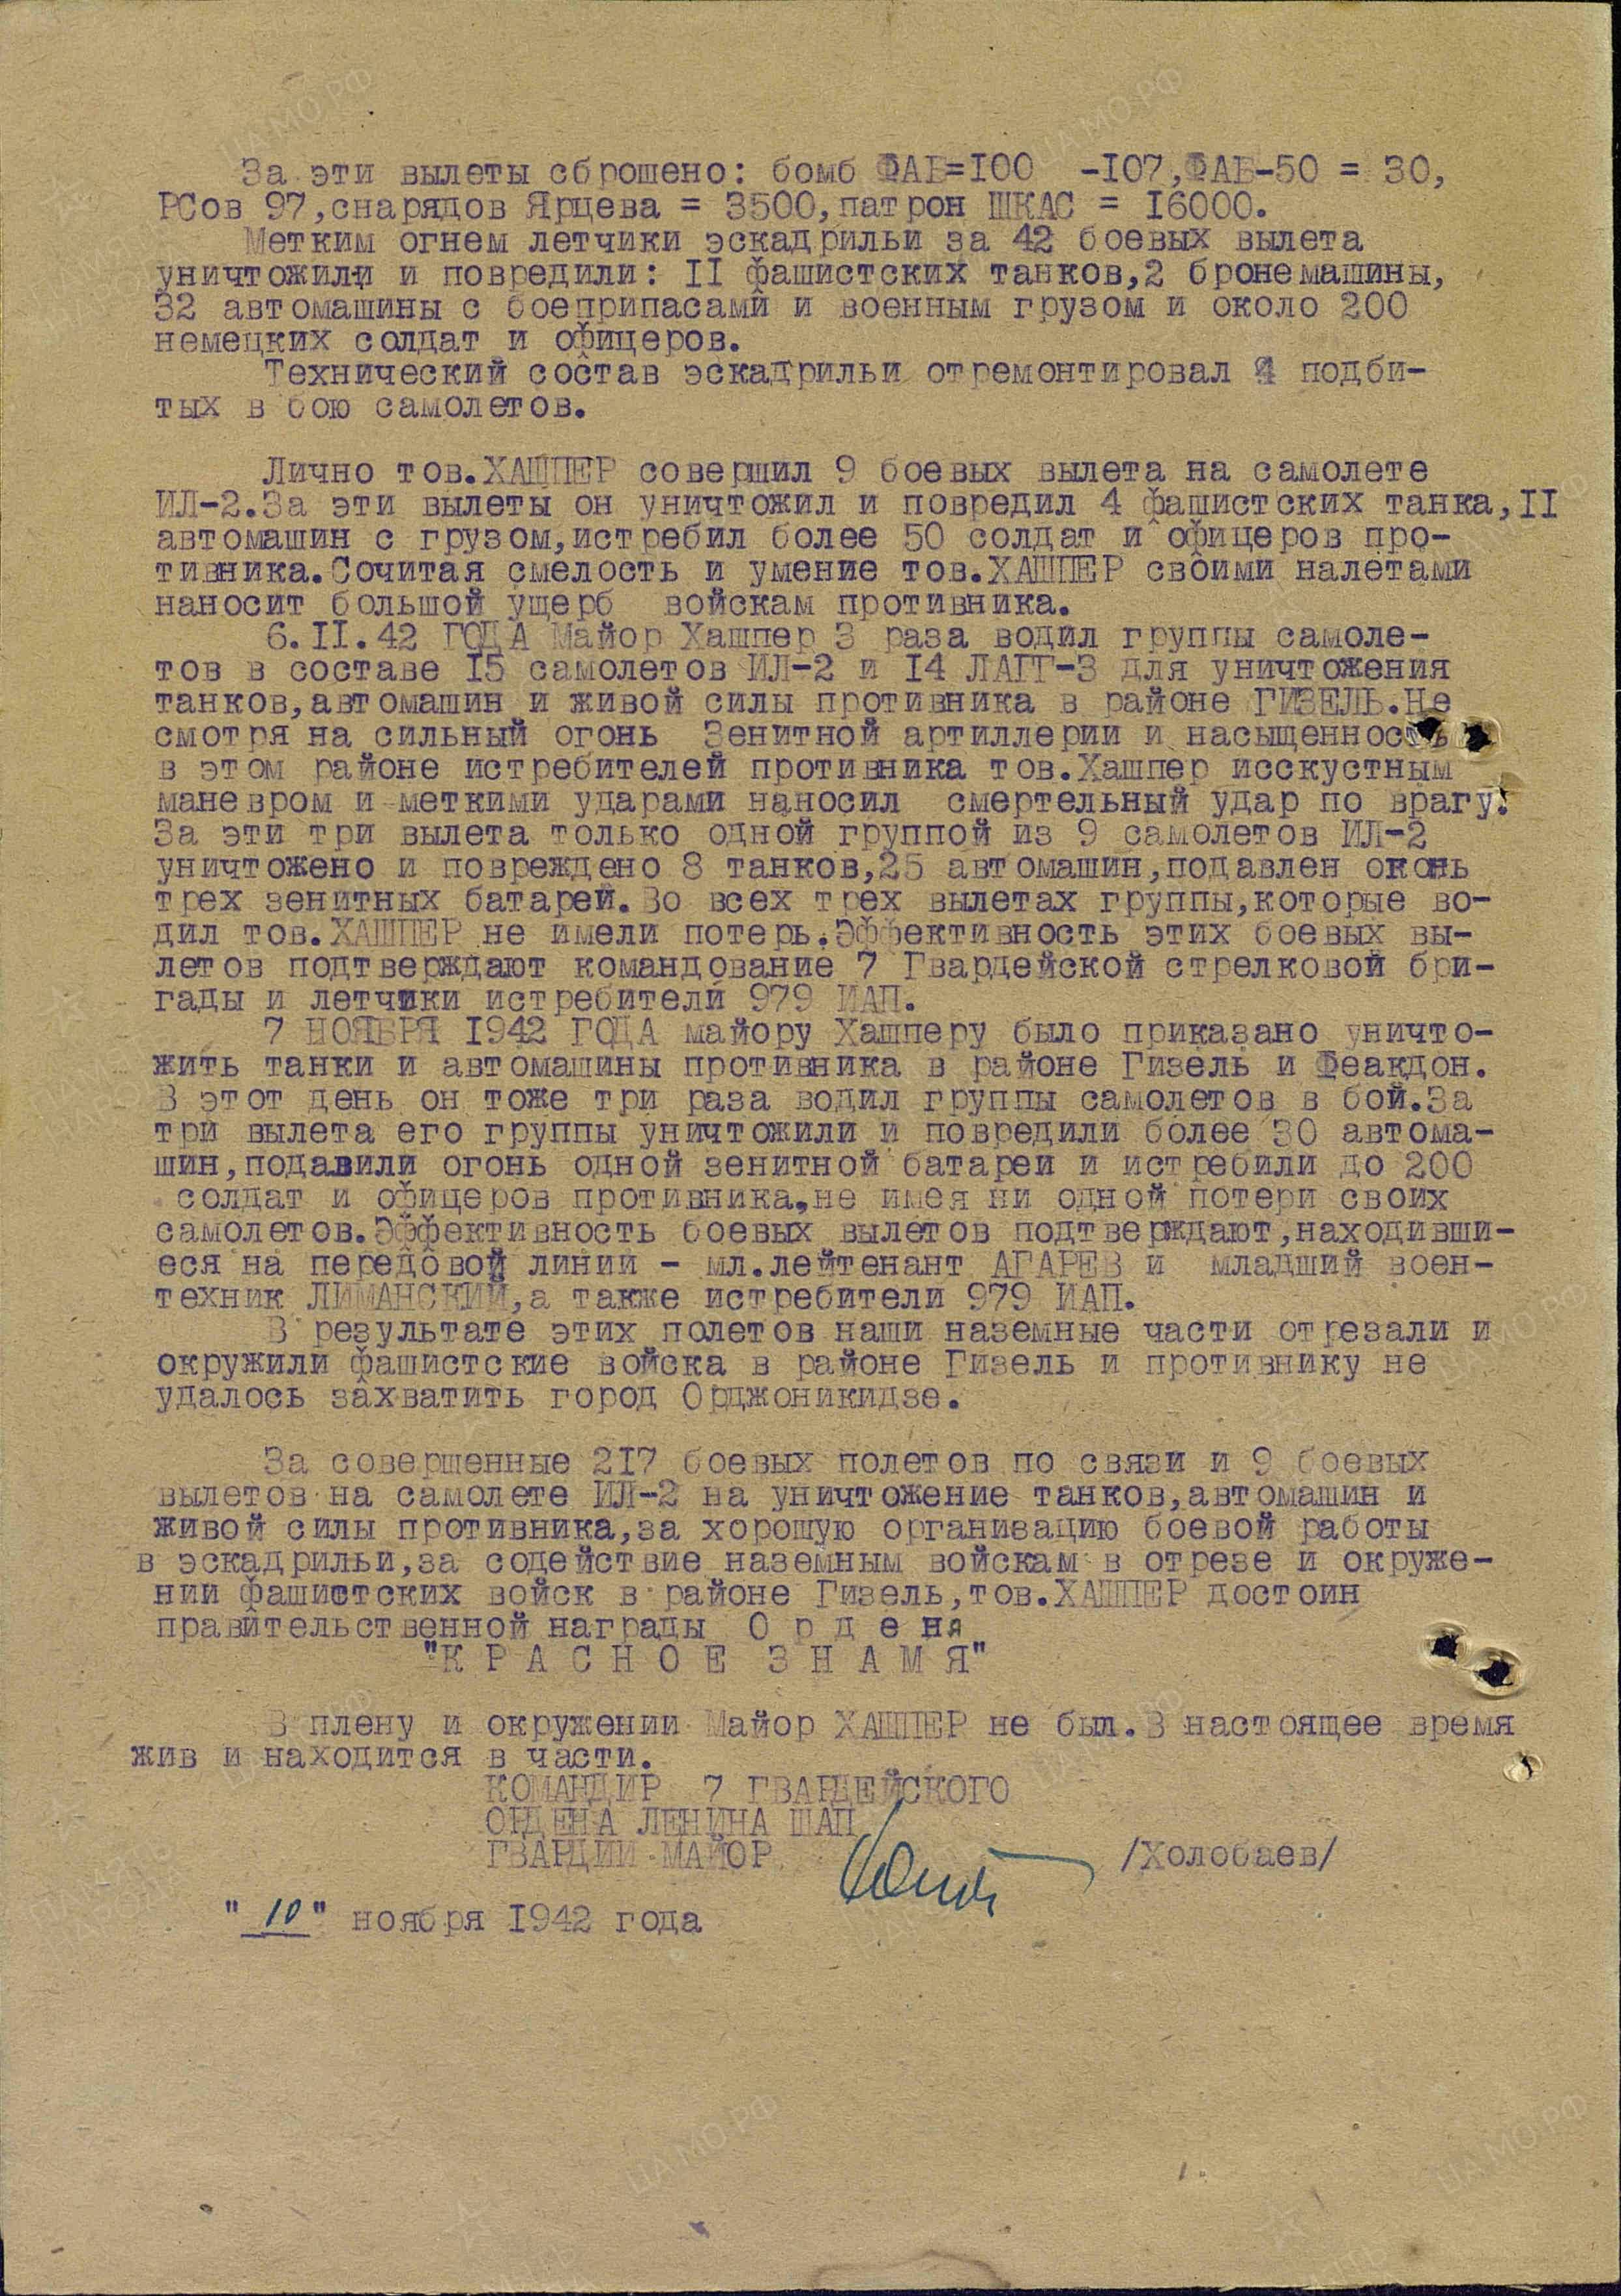 За эти вылеты сброшено: бомб ФАБ=I00 -I07,ФАБ-50 = 30,
РСов 97,снарядов Ярцева = 3500,патрон ШКАС = I6000.
Метким огнем летчики эскадрильи за 42 боевых вылета
уничтожили и повредили: II фашистских танков,2 бронемашины,
32 автомашины с боеприпасами и военным грузом и около 200
немецких солдат и офицеров.
Технический состав эскадрильи отремонтировал 4 подби-
тых в бою самолетов.
Лично тов.ХАШПЕР совершил 9 боевых вылета на самолете
ИЛ-2.За эти вылеты он уничтожил и повредил 4 фашистских танка,II
автомашин с грузом,истребил более 50 солдат и офицеров про-
тивника.Сочитая смелость и умение тов.ХАШПЕР своими налетами
наносит большой ущерб войскам противника.
6.II.42 ГОДА Майор Хашпер 3 раза водил группы самоле-
тов в составе I5 самолетов ИЛ-2 и I4 ЛАГГ-3 для уничтожения
танков,автомашин и живой силы противника в районе ГИЗЕЛЬ.Не
смотря на сильный огонь Зенитной артиллерии и насыщенность
в этом районе истребителей противника тов.Хашпер исскустным
маневром и меткими ударами наносил смертельный удар по врагу.
За эти три вылета только одной группой из 9 самолетов ИЛ-2
уничтожено и повреждено 8 танков,25 автомашин,подавлен оконь
трех зенитных батарей.Во всех трех вылетах группы,которые во-
дил тов.ХАШПЕР не имели потерь.Эффективность этих боевых вы-
летов подтверждают командование 7 Гвардейской стрелковой бри-
гады и летчики истребители 979 ИАП.
7 НОЯБРЯ I942 ГОДА майору Хашперу было приказано уничто-
жить танки и автомашины противника в районе Гизель и Феакдон.
В этот день он тоже три раза водил группы самолетов в бой.За
три вылета его группы уничтожили и повредили более 30 автома-
шин,подавили огонь одной зенитной батареи и истребили до 200
солдат и офицеров противника,не имея ни одной потери своих
самолетов.Эффективность боевых вылетов подтверждают,находивши-
еся на передовой линии - мл.лейтенант АГАРЕВ и младший воен-
техник ЛИМАНСКИЙ,а также истребители 979 ИАП.
В результате этих полетов наши наземные части отрезали и
окружили фашистские войска в районе Гизель и противнику не
удалось захватить город Орджоникидзе.
За совершенные 2I7 боевых полетов по связи и 9 боевых
вылетов на самолете ИЛ-2 на уничтожение танков,автомашин и
живой силы противника,за хорошую организацию боевой работы
в эскадрильи,за содействие наземным войскам в отрезе и окруже-
нии фашистских войск в районе Гизель,тов.ХАШПЕР достоин
правительственной награды О р д е ня
"К Р А С Н О Е З Н А М Я"
В плену и окружении Майор ХАШПЕР не был.В настоящее время
жив и находится в части.
КОМАНДИР 7 ГВАРДЕЙСКОГО
ОРДЕНА ЛЕНИНА ШАП
ГВАРДИИ МАЙОР /Холобаев/
"10" ноября I942 года